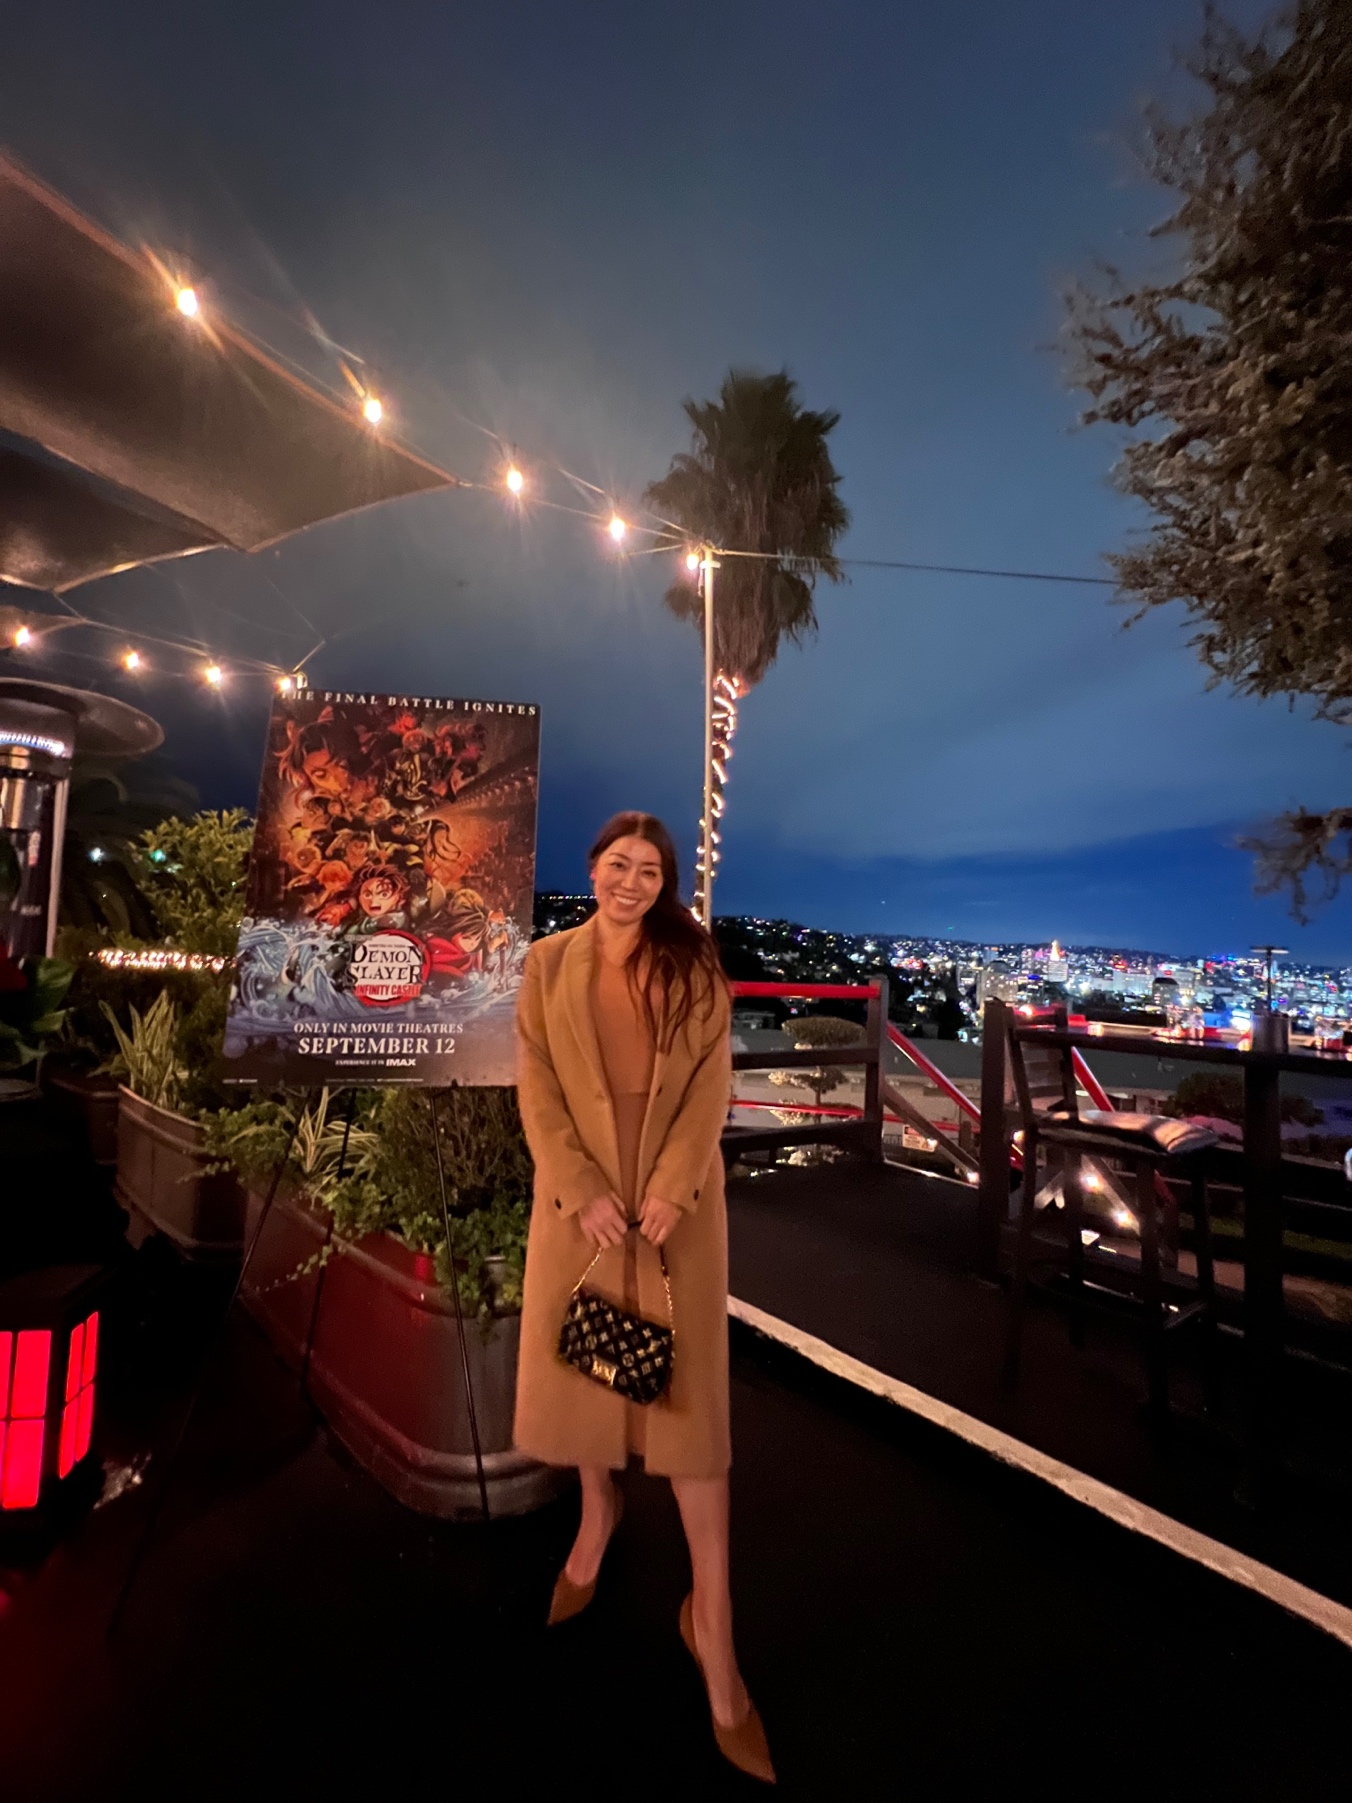 THE FINAL BATTLE IGNITES
DEMON
SLAYER
INFINITY CASTLE
ONLY IN MOVIE THEATRES
SEPTEMBER 12
EXPERIENCE IT IN IMAX